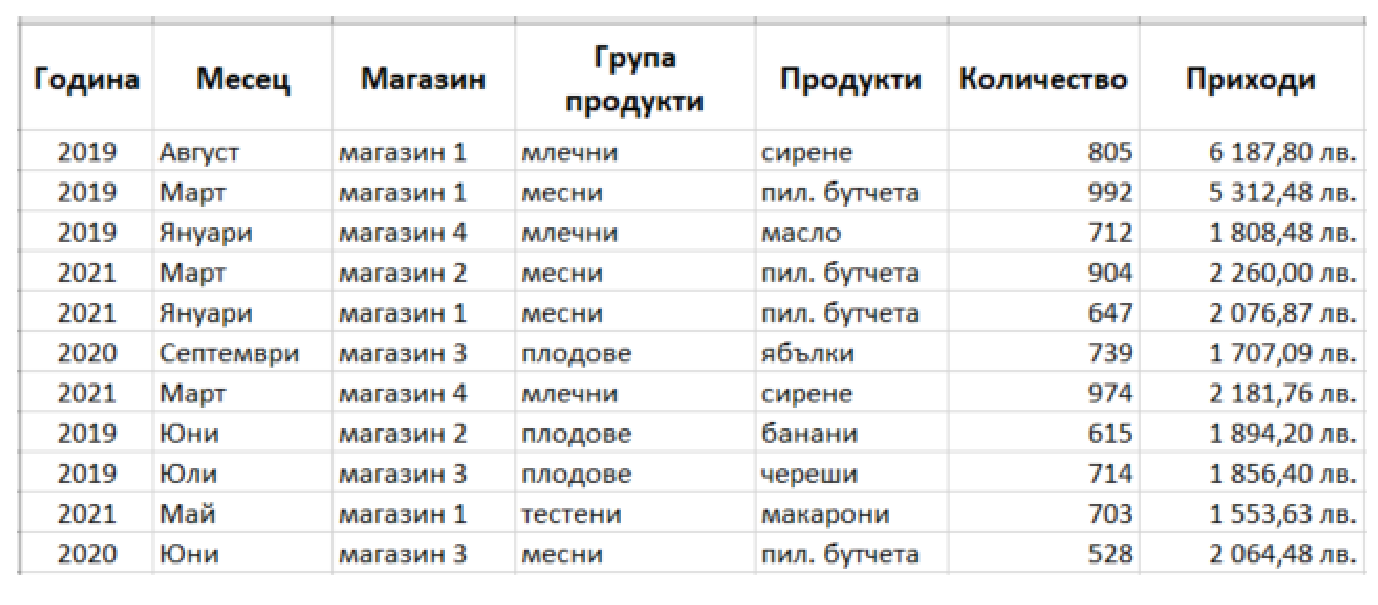 Година Месец Магазин Група продукти Продукти Количество Приходи
2019 Август магазин 1 млечни сирене 805 6 187,80 лв.
2019 Март магазин 1 месни пил. бутчета 992 5 312,48 лв.
2019 Януари магазин 4 млечни масло 712 1 808,48 лв.
2021 Март магазин 2 месни пил. бутчета 904 2 260,00 лв.
2021 Януари магазин 1 месни пил. бутчета 647 2 076,87 лв.
2020 Септември магазин 3 плодове ябълки 739 1 707,09 лв.
2021 Март магазин 4 млечни сирене 974 2 181,76 лв.
2019 Юни магазин 2 плодове банани 615 1 894,20 лв.
2019 Юли магазин 3 плодове череши 714 1 856,40 лв.
2021 Май магазин 1 тестени макарони 703 1 553,63 лв.
2020 Юни магазин 3 месни пил. бутчета 528 2 064,48 лв.